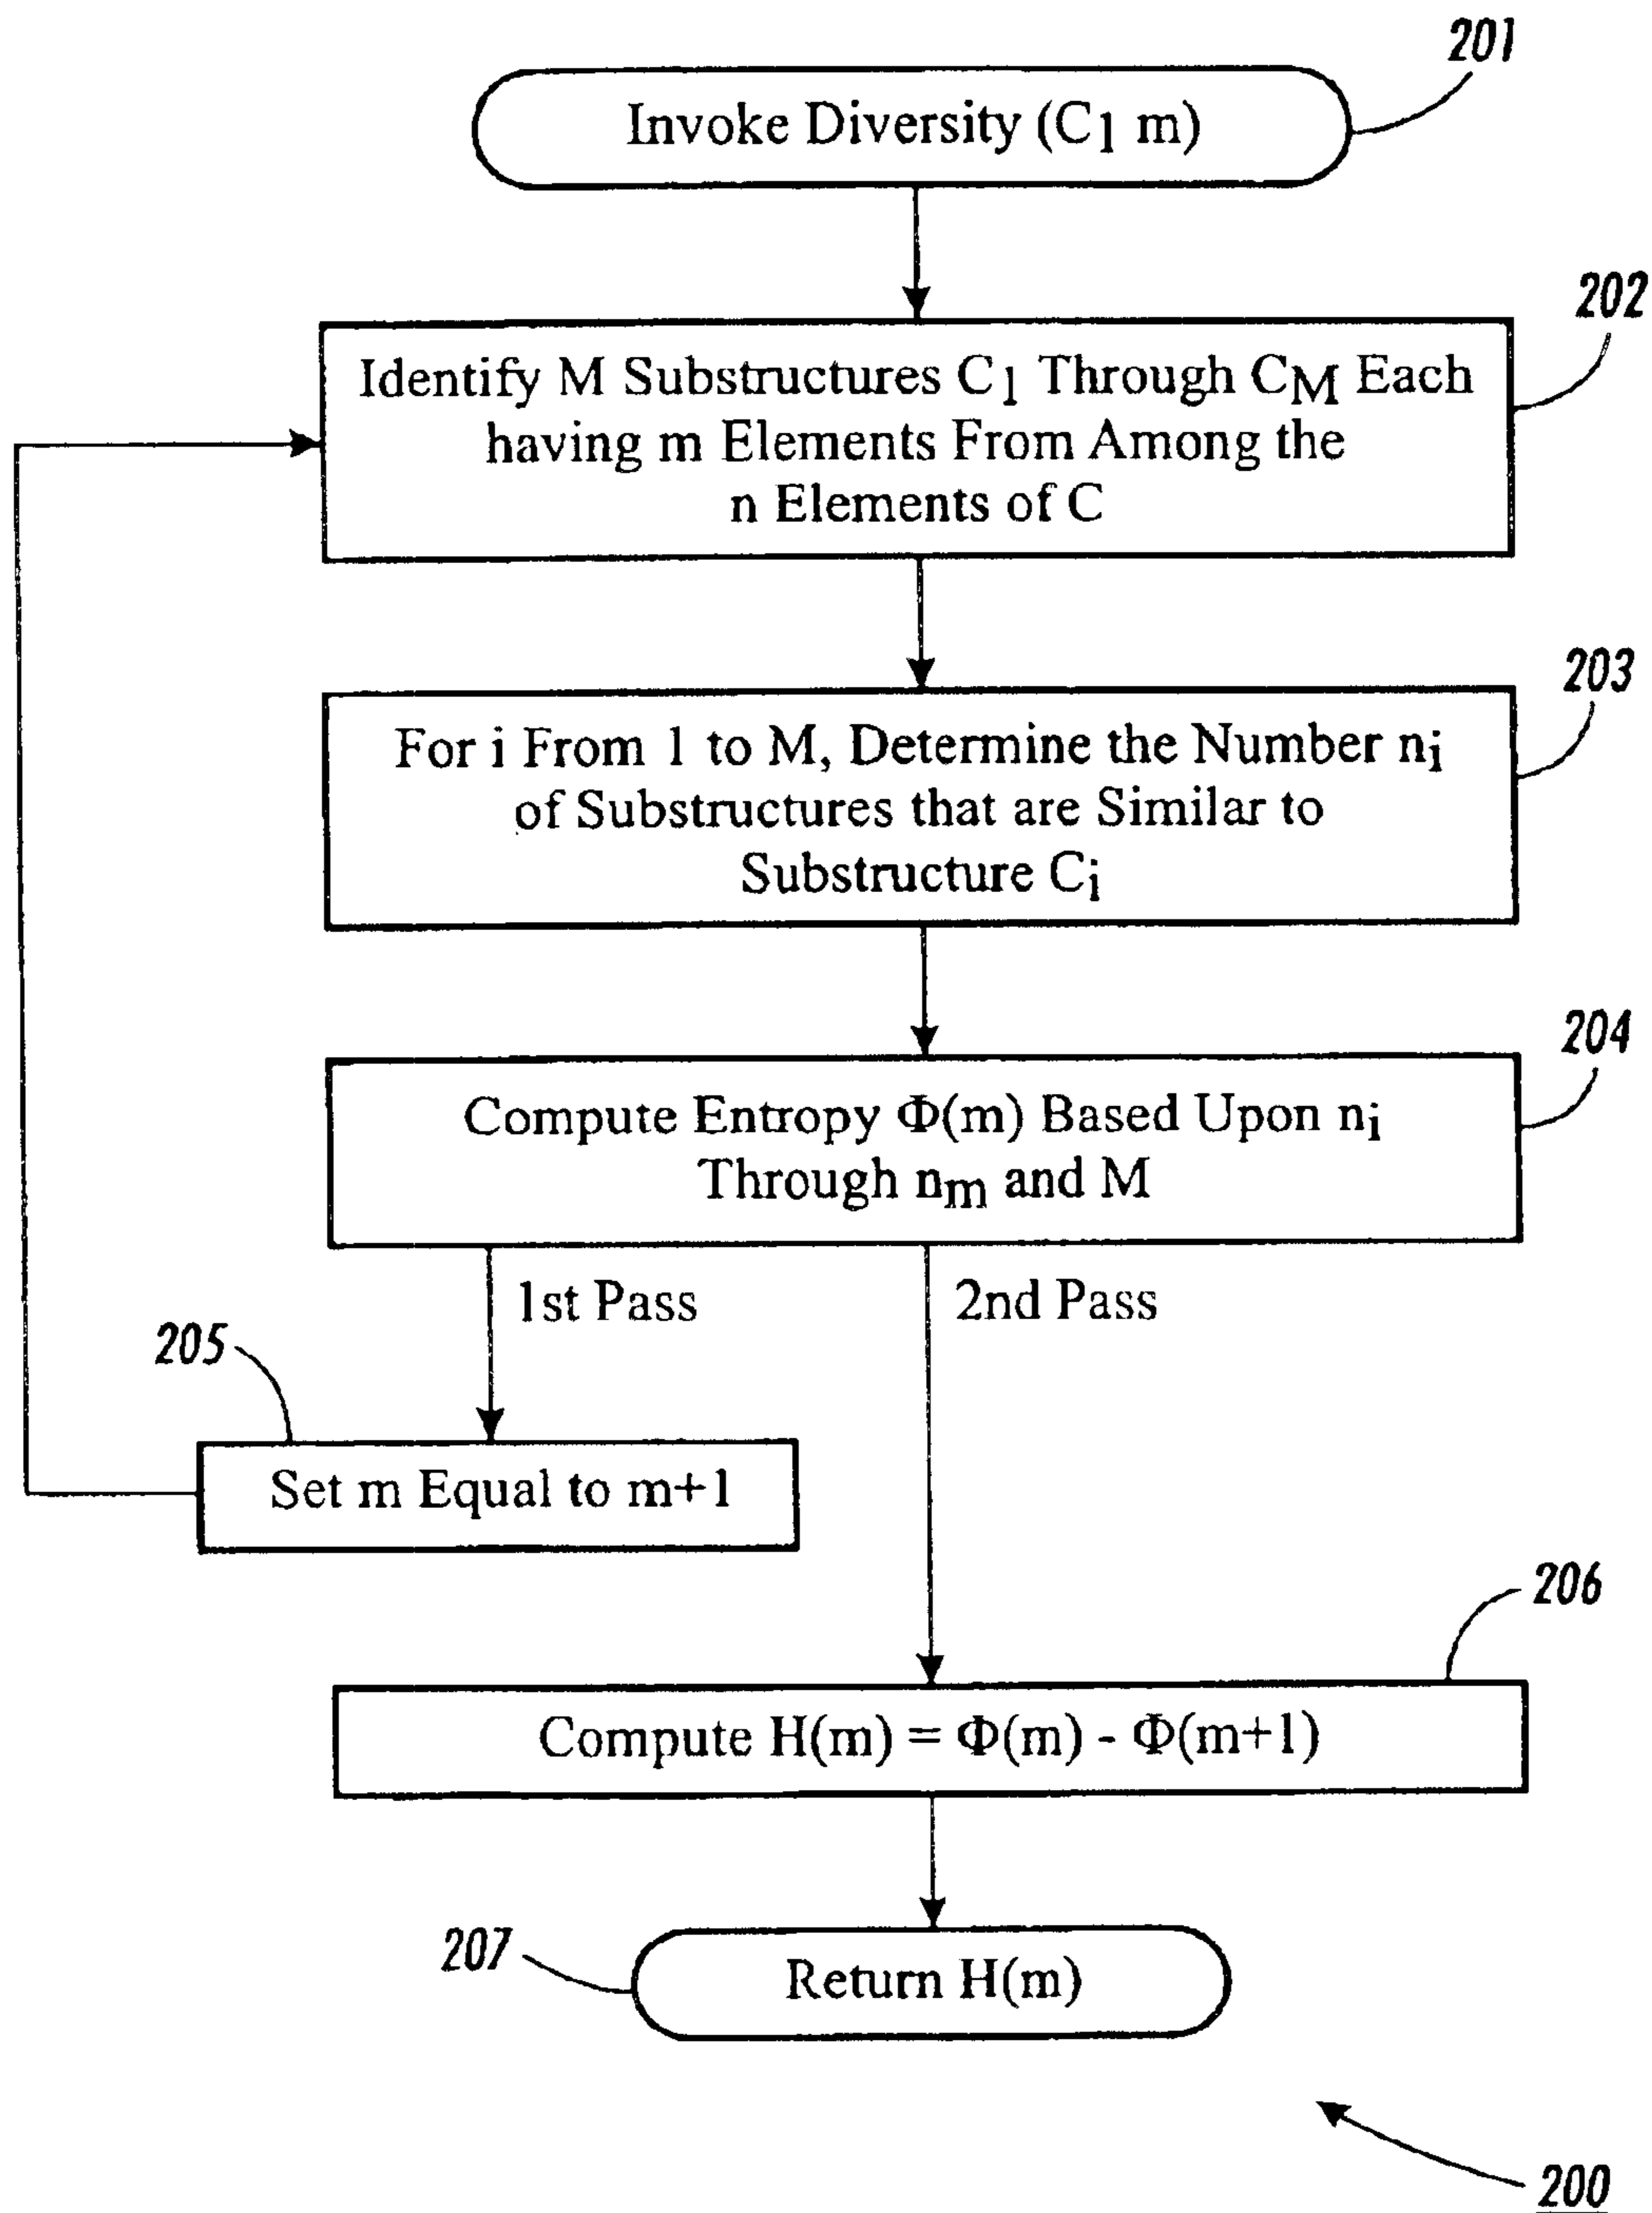 201
Invoke Diversity (C1 m)
202
Identify M Substructures C1 Through CM Each
having m Elements From Among the
n Elements of C
203
For i From 1 to M, Determine the Number ni
of Substructures that are Similar to
Substructure Ci
204
Compute Entropy Φ(m) Based Upon ni
Through nm and M
1st Pass
2nd Pass
205
Set m Equal to m+1
206
Compute H(m) = Φ(m) - Φ(m+1)
207
Return H(m)
200